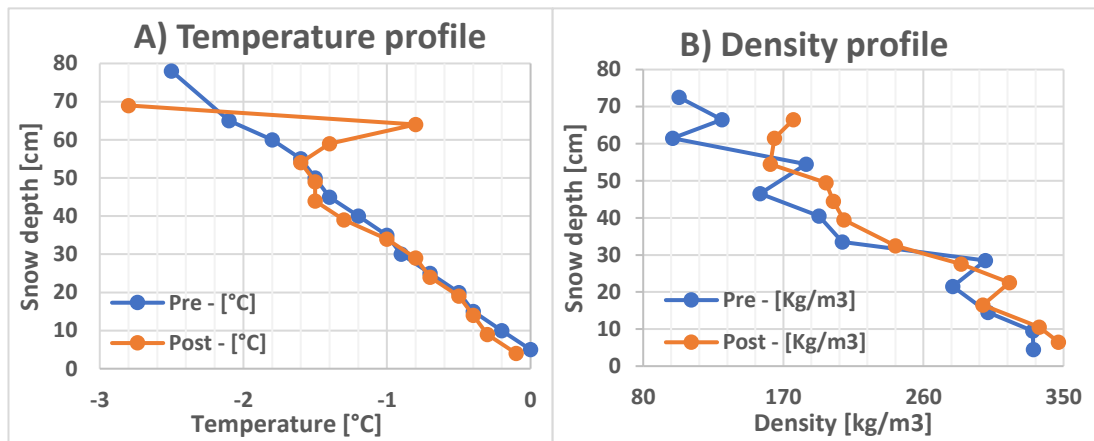 A) Temperature profile
80
70
60
50
40
30
20
10
0
Snow depth [cm]
Pre - [°C]
Post - [°C]
-3
-2
-1
0
Temperature [°C]
B) Density profile
80
70
60
50
40
30
20
10
0
Snow depth [cm]
Pre - [Kg/m3]
Post - [Kg/m3]
80
170
260
350
Density [kg/m3]